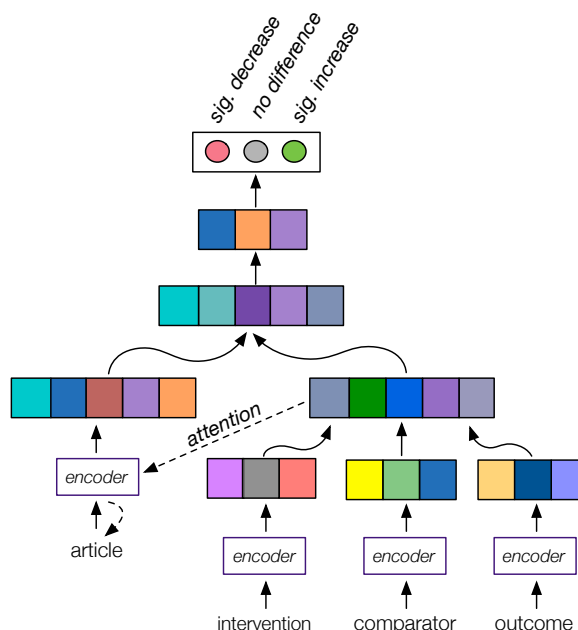 sig. decrease
no difference
sig. increase
attention
encoder
article
encoder
encoder
encoder
intervention
comparator
outcome